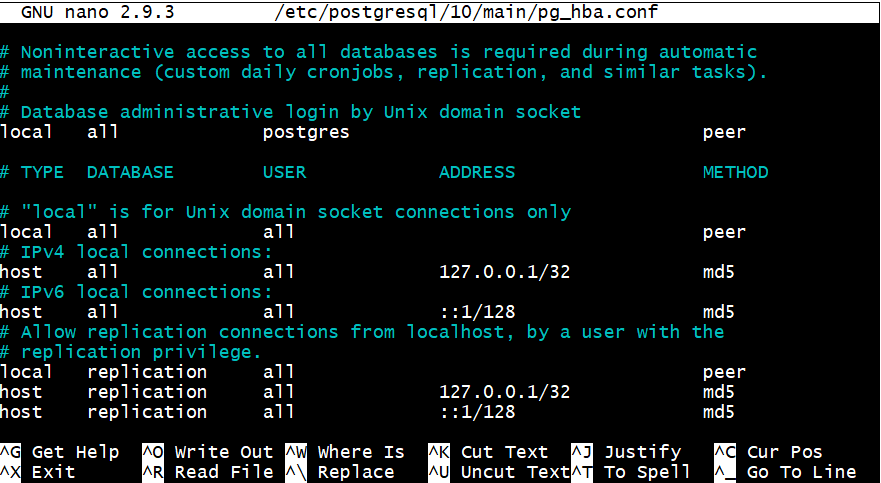 GNU nano 2.9.3 /etc/postgresql/10/main/pg_hba.conf
# Noninteractive access to all databases is required during automatic
# maintenance (custom daily cronjobs, replication, and similar tasks).
#
# Database administrative login by Unix domain socket
local all postgres peer
# TYPE DATABASE USER ADDRESS METHOD
# "local" is for Unix domain socket connections only
local all all peer
# IPv4 local connections:
host all all 127.0.0.1/32 md5
# IPv6 local connections:
host all all ::1/128 md5
# Allow replication connections from localhost, by a user with the
# replication privilege.
local replication all peer
host replication all 127.0.0.1/32 md5
host replication all ::1/128 md5
^G Get Help ^O Write Out ^W Where Is ^K Cut Text ^J Justify ^C Cur Pos
^X Exit ^R Read File ^\ Replace ^U Uncut Text^T To Spell ^_ Go To Line